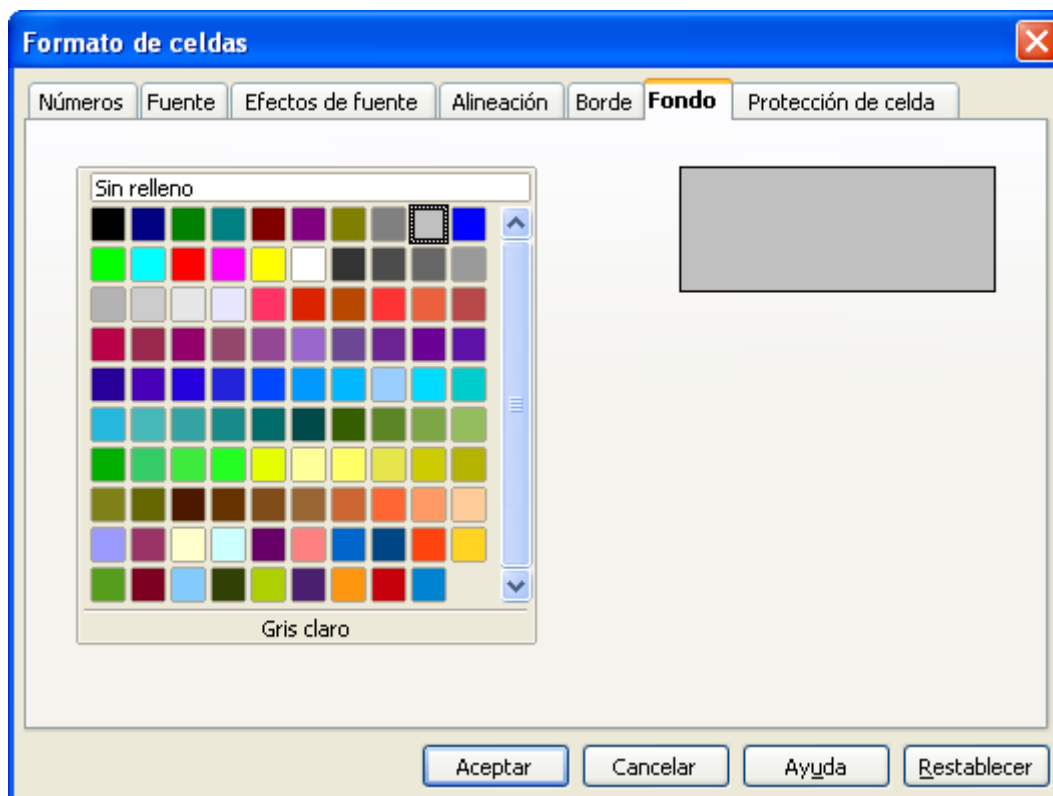 Formato de celdas
Números Fuente Efectos de fuente Alineación Borde Fondo Protección de celda
Sin relleno
Gris claro
Aceptar Cancelar Ayuda Restablecer